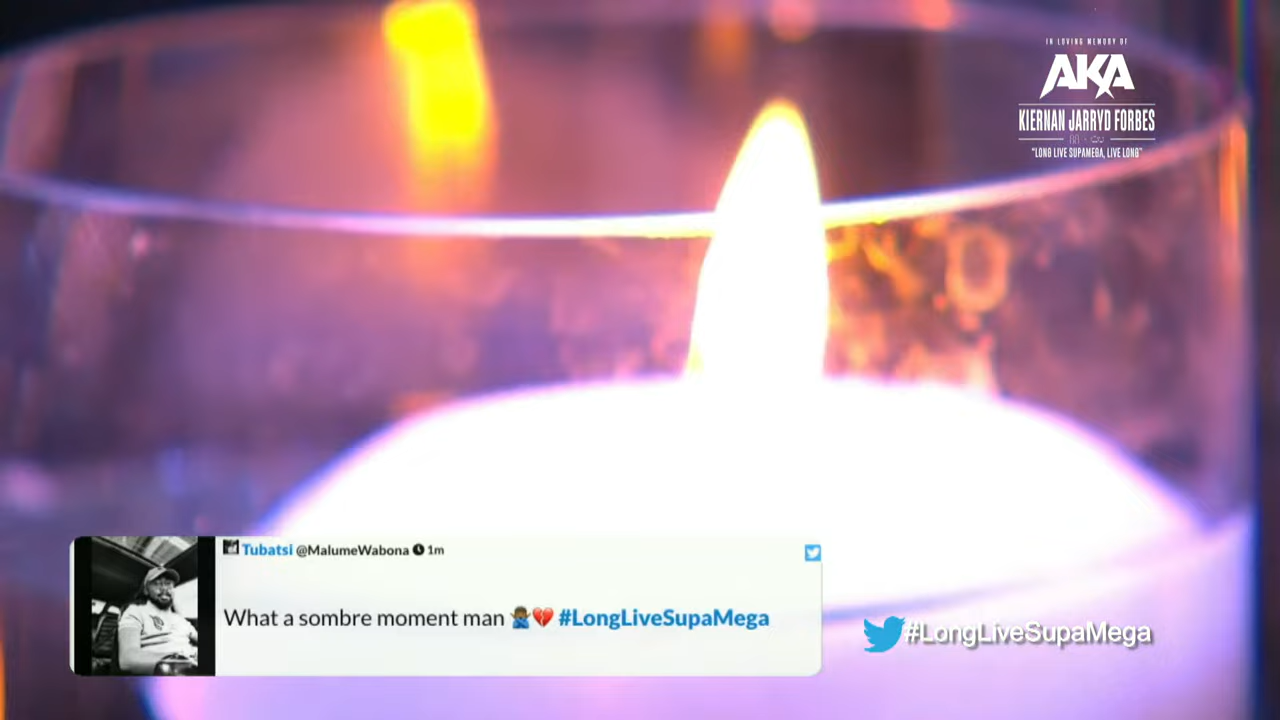 IN LOVING MEMORY OF
AKA
KIERNAN JARRYD FORBES
"LONG LIVE SUPAMEGA, LIVE LONG"
Tubatsi @MalumeWabona 1m
What a sombre moment man 🙅🏾‍♂️💔 #LongLiveSupaMega
#LongLiveSupaMega